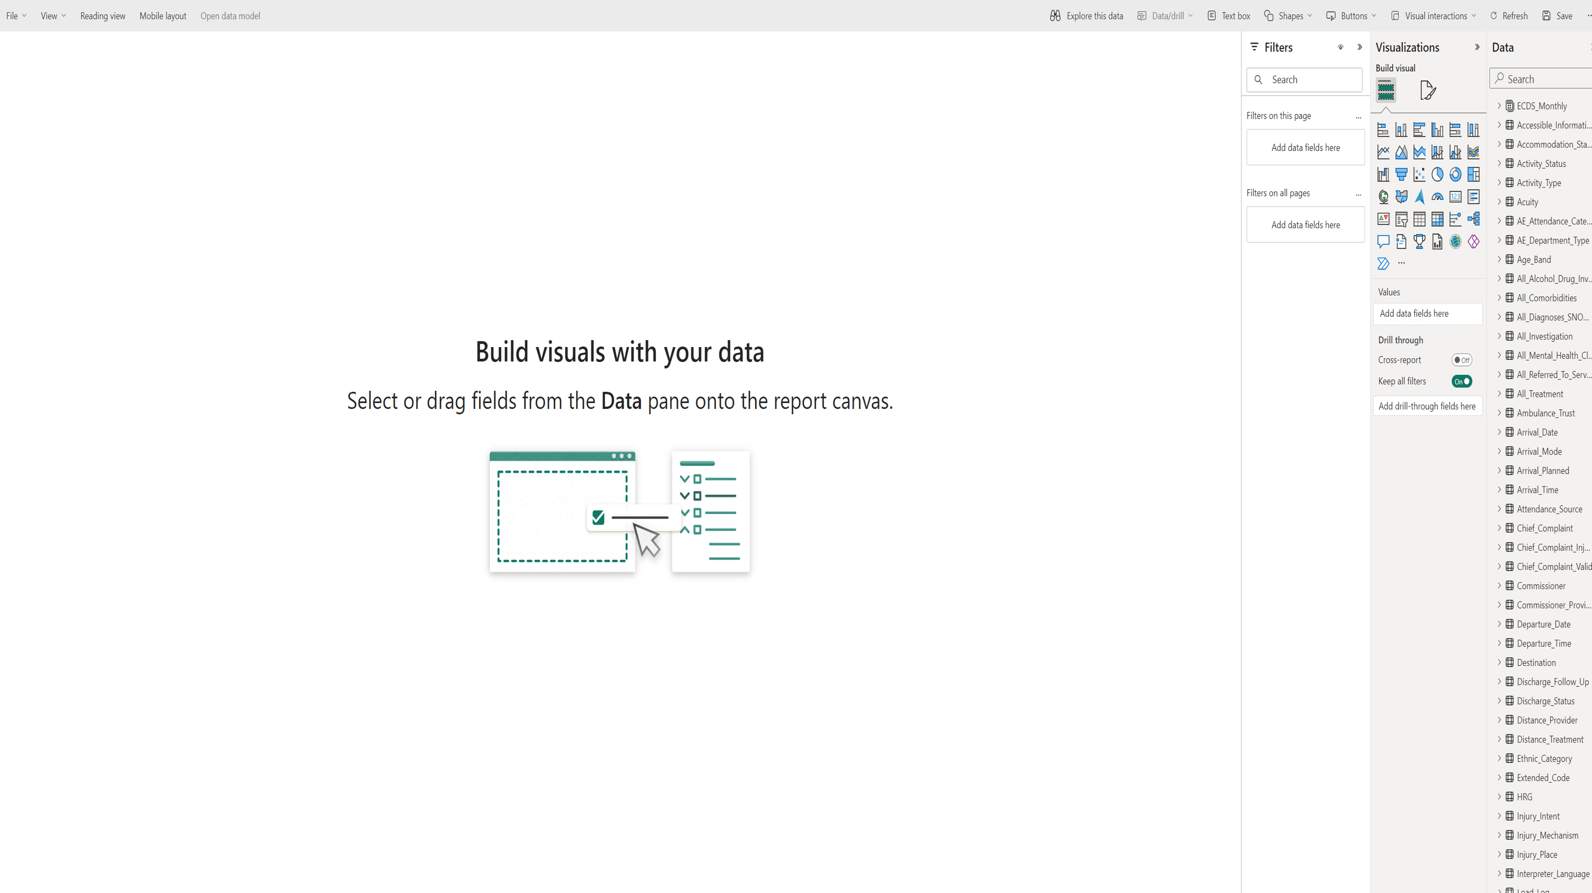 File View Reading view Mobile layout Open data model Explore this data Data/drill Text box Shapes Buttons Visual interactions Refresh Save
Filters
Search
Filters on this page
Add data fields here
Filters on all pages
Add data fields here
Visualizations
Build visual
Values
Add data fields here
Drill through
Cross-report Off
Keep all filters On
Add drill-through fields here
Data
Search
ECDS_Monthly
Accessible_Informati...
Accommodation_Sta...
Activity_Status
Activity_Type
Acuity
AE_Attendance_Cate...
AE_Department_Type
Age_Band
All_Alcohol_Drug_Inv...
All_Comorbidities
All_Diagnoses_SNO...
All_Investigation
All_Mental_Health_Cl...
All_Referred_To_Serv...
All_Treatment
Ambulance_Trust
Arrival_Date
Arrival_Mode
Arrival_Planned
Arrival_Time
Attendance_Source
Chief_Complaint
Chief_Complaint_Inj...
Chief_Complaint_Valid
Commissioner
Commissioner_Provi...
Departure_Date
Departure_Time
Destination
Discharge_Follow_Up
Discharge_Status
Distance_Provider
Distance_Treatment
Ethnic_Category
Extended_Code
HRG
Injury_Intent
Injury_Mechanism
Injury_Place
Interpreter_Language
Load_Log
Build visuals with your data
Select or drag fields from the Data pane onto the report canvas.